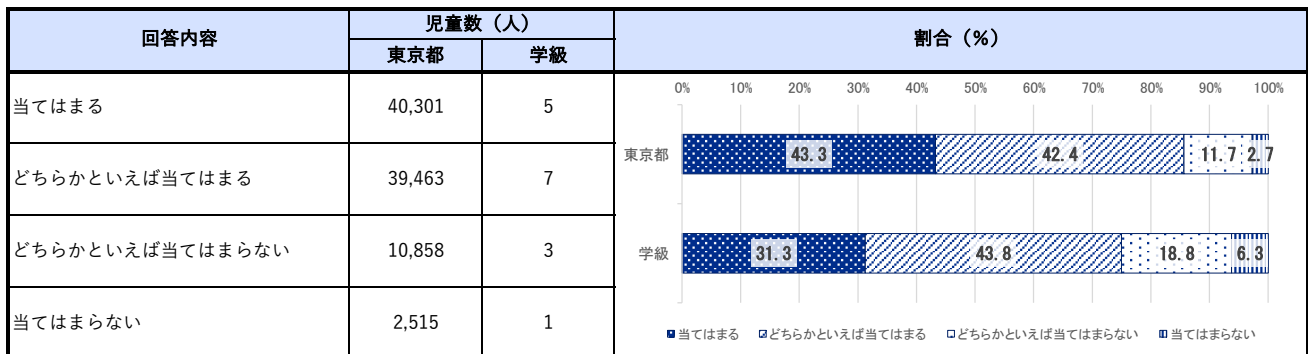 回答内容 児童数（人） 割合（％）
東京都 学級
当てはまる 40,301 5
どちらかといえば当てはまる 39,463 7
どちらかといえば当てはまらない 10,858 3
当てはまらない 2,515 1
0% 10% 20% 30% 40% 50% 60% 70% 80% 90% 100%
東京都 43.3 42.4 11.7 2.7
学級 31.3 43.8 18.8 6.3
当てはまる どちらかといえば当てはまる どちらかといえば当てはまらない 当てはまらない